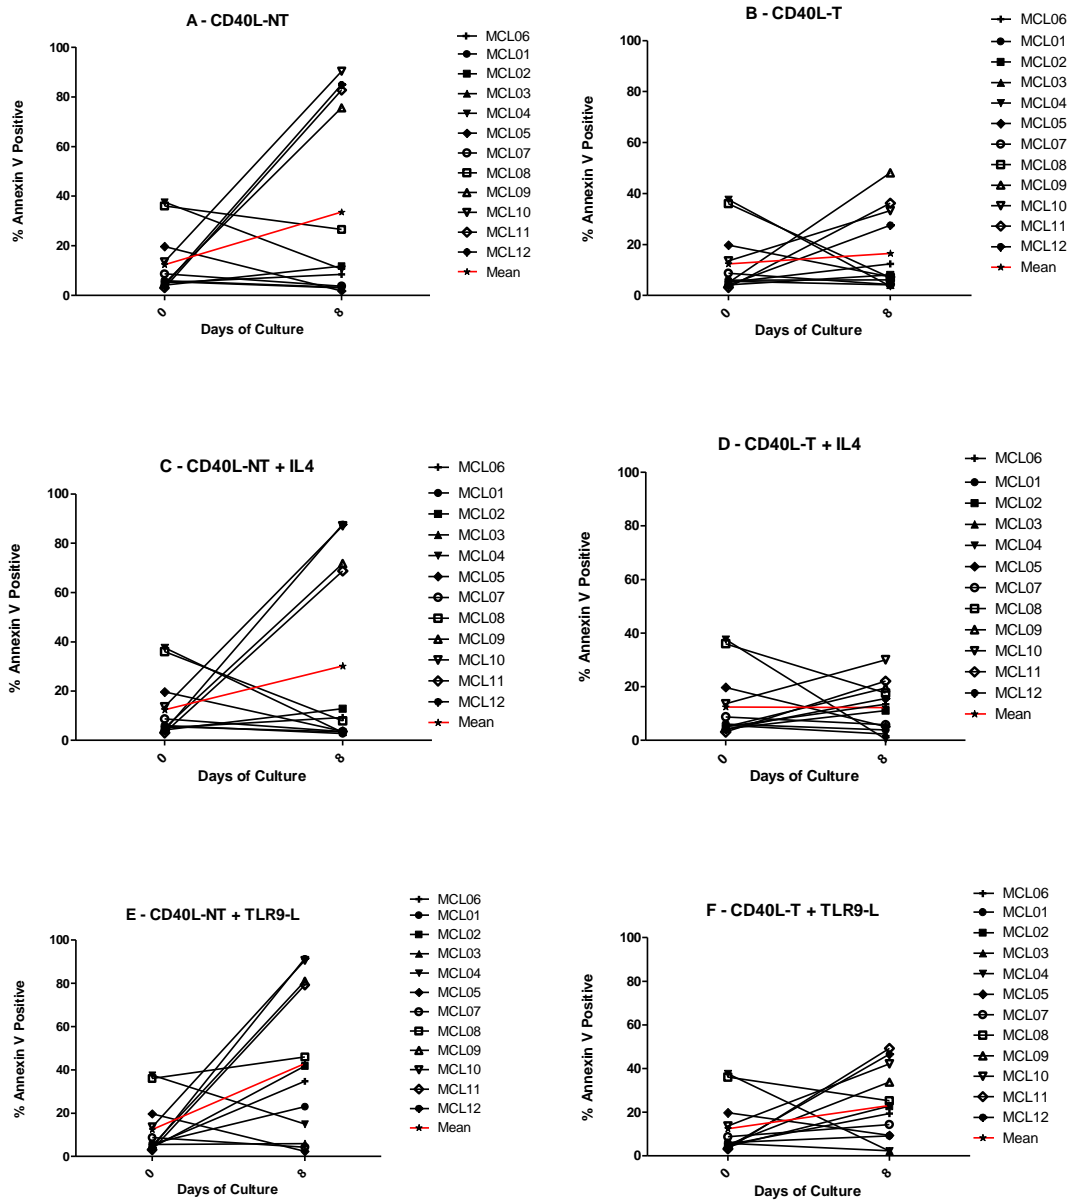 A - CD40L-NT
% Annexin V Positive
100
80
60
40
20
0
0
8
Days of Culture
MCL06
MCL01
MCL02
MCL03
MCL04
MCL05
MCL07
MCL08
MCL09
MCL10
MCL11
MCL12
Mean
B - CD40L-T
% Annexin V Positive
100
80
60
40
20
0
0
8
Days of Culture
MCL06
MCL01
MCL02
MCL03
MCL04
MCL05
MCL07
MCL08
MCL09
MCL10
MCL11
MCL12
Mean
C - CD40L-NT + IL4
% Annexin V Positive
100
80
60
40
20
0
0
8
Days of Culture
MCL06
MCL01
MCL02
MCL03
MCL04
MCL05
MCL07
MCL08
MCL09
MCL10
MCL11
MCL12
Mean
D - CD40L-T + IL4
% Annexin V Positive
100
80
60
40
20
0
0
8
Days of Culture
MCL06
MCL01
MCL02
MCL03
MCL04
MCL05
MCL07
MCL08
MCL09
MCL10
MCL11
MCL12
Mean
E - CD40L-NT + TLR9-L
% Annexin V Positive
100
80
60
40
20
0
0
8
Days of Culture
MCL06
MCL01
MCL02
MCL03
MCL04
MCL05
MCL07
MCL08
MCL09
MCL10
MCL11
MCL12
Mean
F - CD40L-T + TLR9-L
% Annexin V Positive
100
80
60
40
20
0
0
8
Days of Culture
MCL06
MCL01
MCL02
MCL03
MCL04
MCL05
MCL07
MCL08
MCL09
MCL10
MCL11
MCL12
Mean